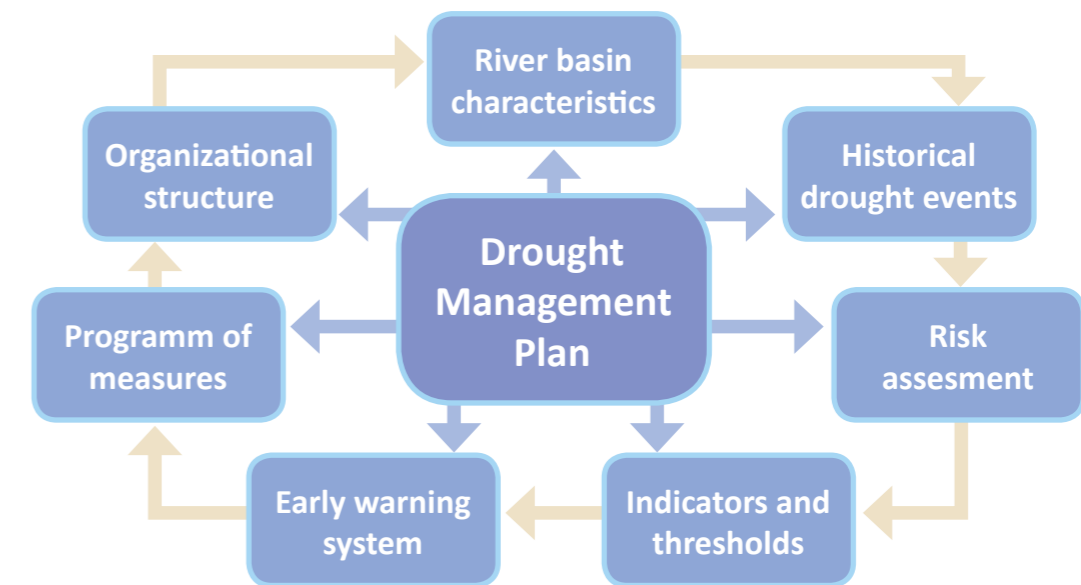 River basin
characteristics
Organizational
structure
Historical
drought events
Drought
Management
Plan
Programm of
measures
Risk
assesment
Early warning
system
Indicators and
thresholds